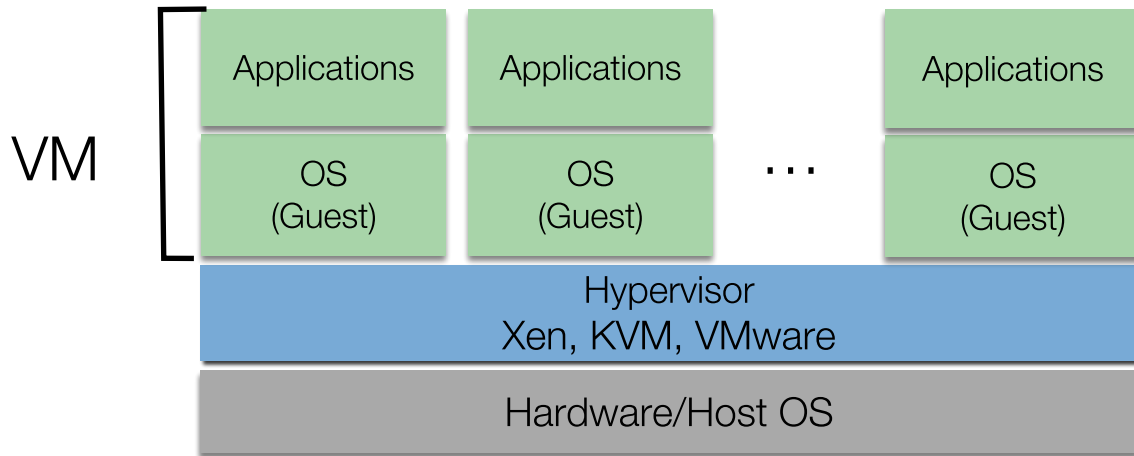 VM
Applications
Applications
Applications
OS
(Guest)
OS
(Guest)
...
OS
(Guest)
Hypervisor
Xen, KVM, VMware
Hardware/Host OS